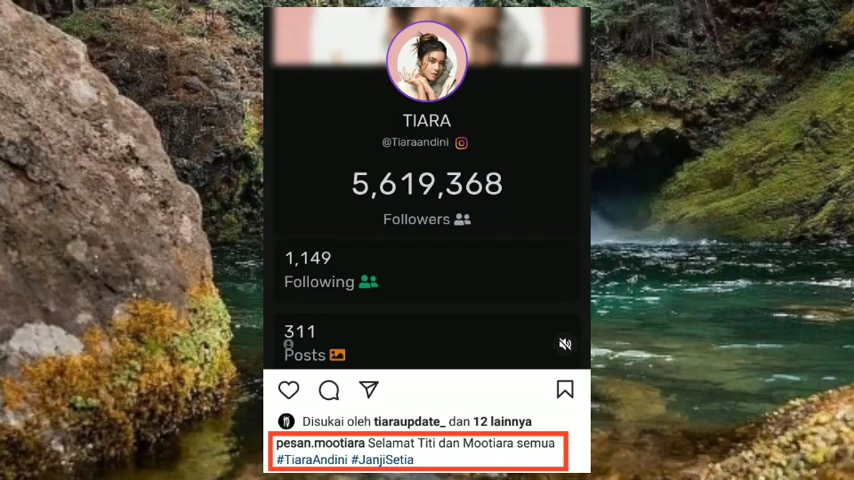 TIARA
@Tiaraandini
5,619,368
Followers
1,149
Following
311
Posts
Disukai oleh tiaraupdate_ dan 12 lainnya
pesan.mootiara Selamat Titi dan Mootiara semua
#TiaraAndini #JanjiSetia